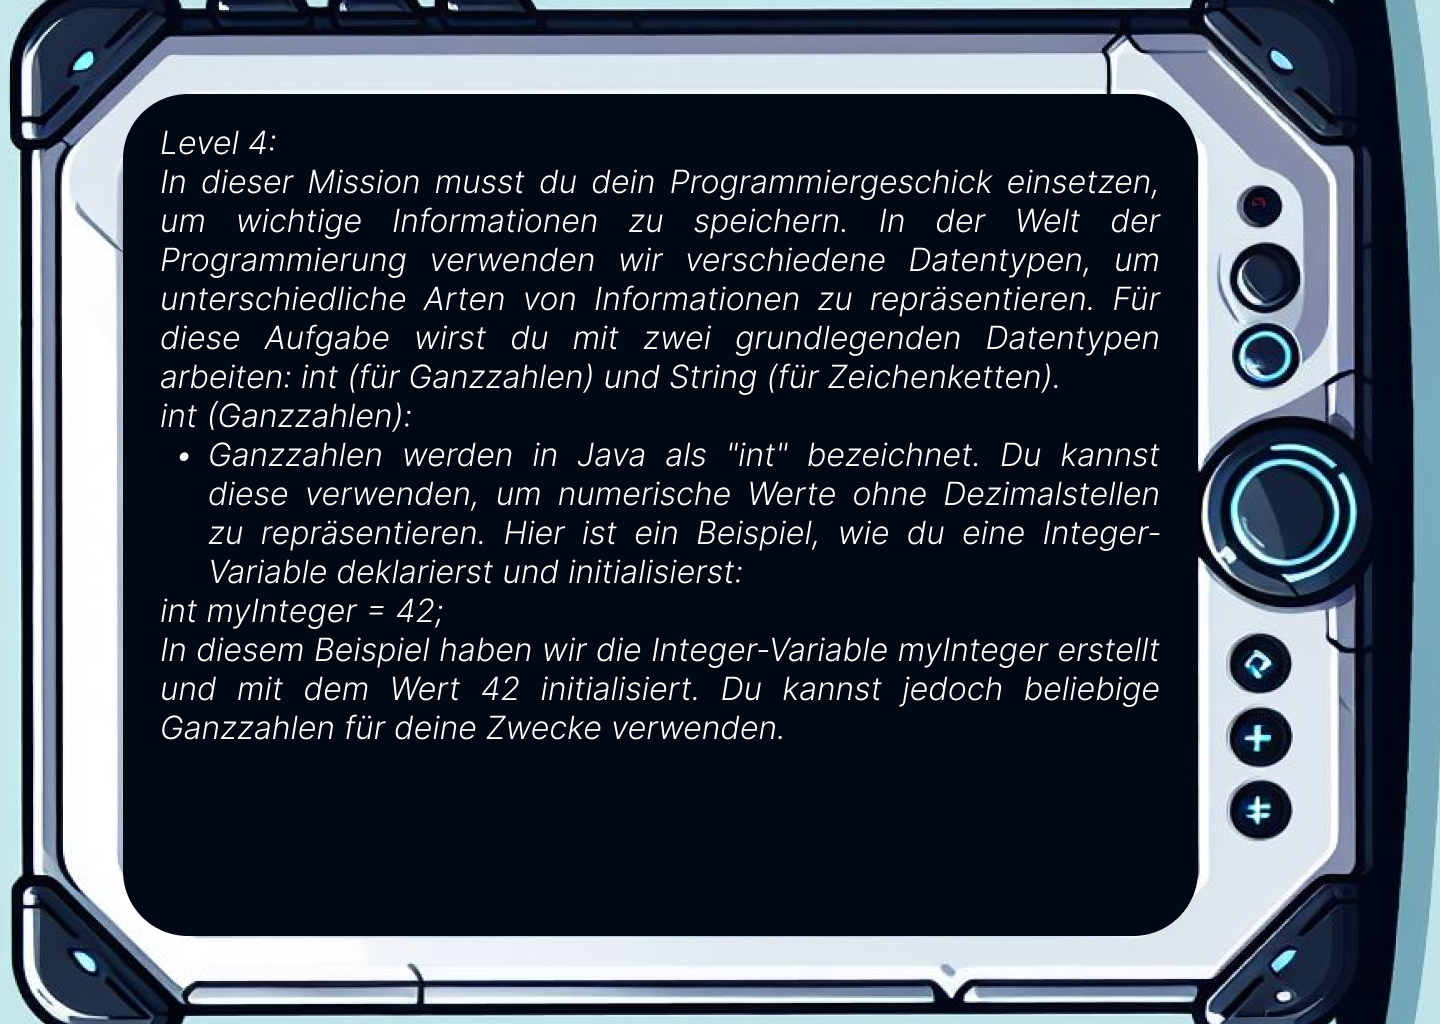 Level 4:
In dieser Mission musst du dein Programmiergeschick einsetzen,
um wichtige Informationen zu speichern. In der Welt der
Programmierung verwenden wir verschiedene Datentypen, um
unterschiedliche Arten von Informationen zu repräsentieren. Für
diese Aufgabe wirst du mit zwei grundlegenden Datentypen
arbeiten: int (für Ganzzahlen) und String (für Zeichenketten).
int (Ganzzahlen):
• Ganzzahlen werden in Java als "int" bezeichnet. Du kannst
diese verwenden, um numerische Werte ohne Dezimalstellen
zu repräsentieren. Hier ist ein Beispiel, wie du eine Integer-
Variable deklarierst und initialisierst:
int myInteger = 42;
In diesem Beispiel haben wir die Integer-Variable myInteger erstellt
und mit dem Wert 42 initialisiert. Du kannst jedoch beliebige
Ganzzahlen für deine Zwecke verwenden.